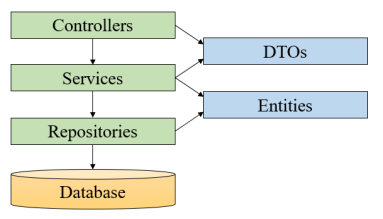 Controllers
DTOs
Services
Entities
Repositories
Database